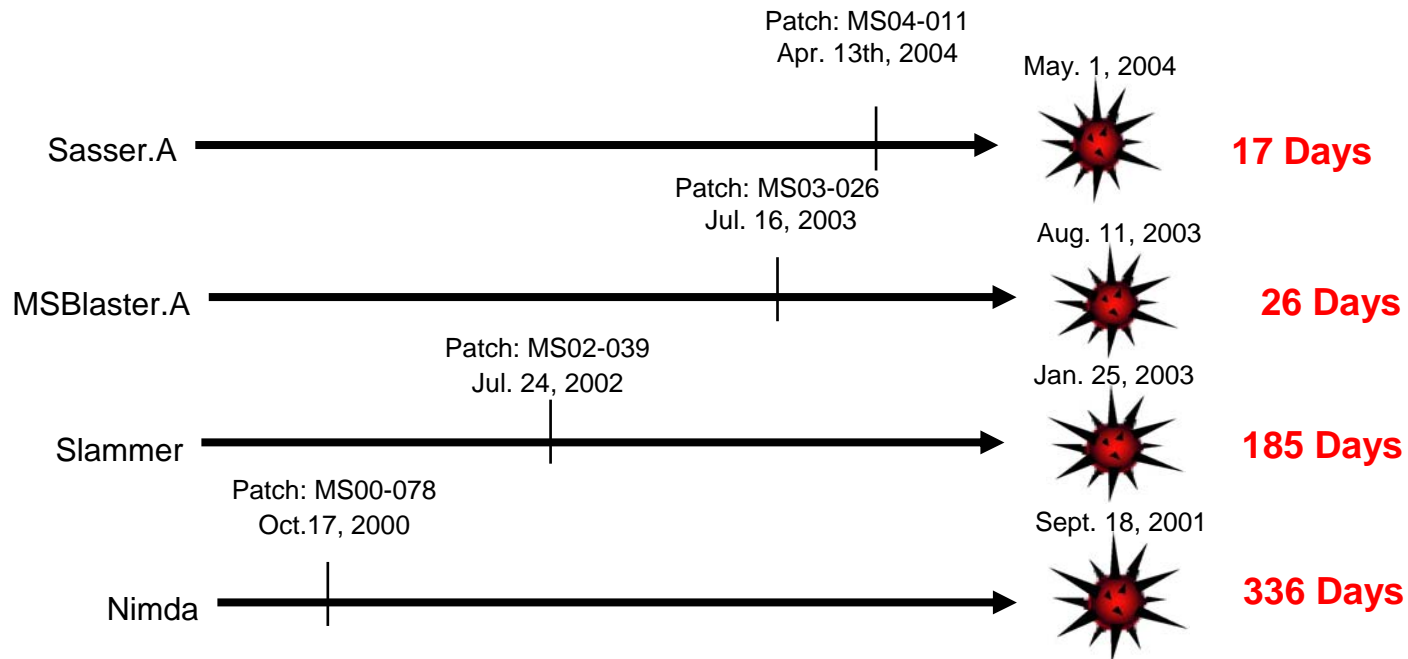 Patch: MS04-011
Apr. 13th, 2004
May. 1, 2004
Sasser.A
17 Days
Patch: MS03-026
Jul. 16, 2003
Aug. 11, 2003
MSBlaster.A
26 Days
Patch: MS02-039
Jul. 24, 2002
Jan. 25, 2003
Slammer
185 Days
Patch: MS00-078
Oct.17, 2000
Sept. 18, 2001
Nimda
336 Days